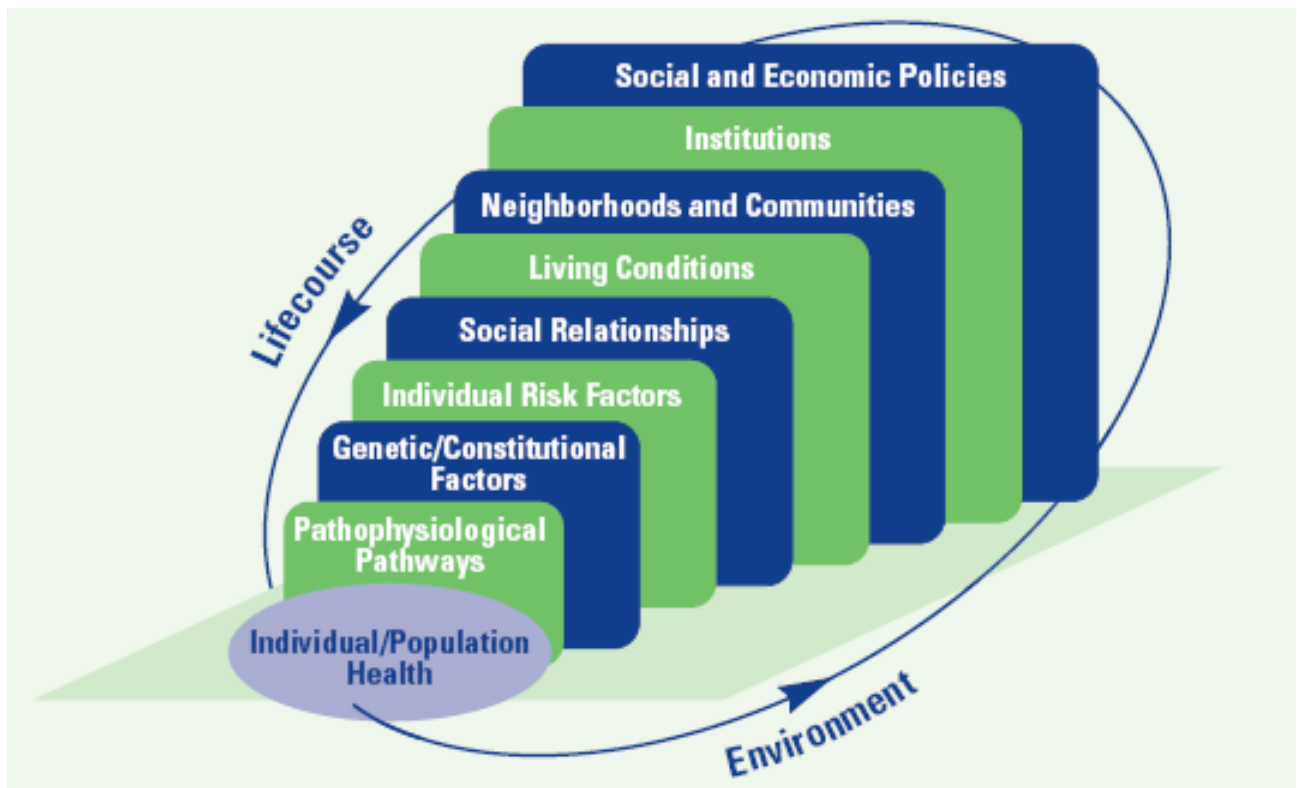 Social and Economic Policies
Institutions
Neighborhoods and Communities
Living Conditions
Social Relationships
Individual Risk Factors
Genetic/Constitutional
Factors
Pathophysiological
Pathways
Individual/Population
Health
Lifecourse
Environment